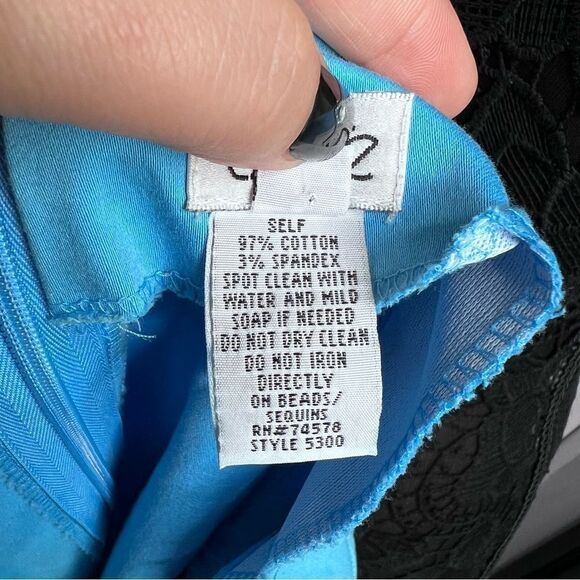 SELF
97% COTTON
3% SPANDEX
SPOT CLEAN WITH
WATER AND MILD
SOAP IF NEEDED
DO NOT DRY CLEAN
DO NOT IRON
DIRECTLY
ON BEADS/
SEQUINS
RN#74578
STYLE 5300